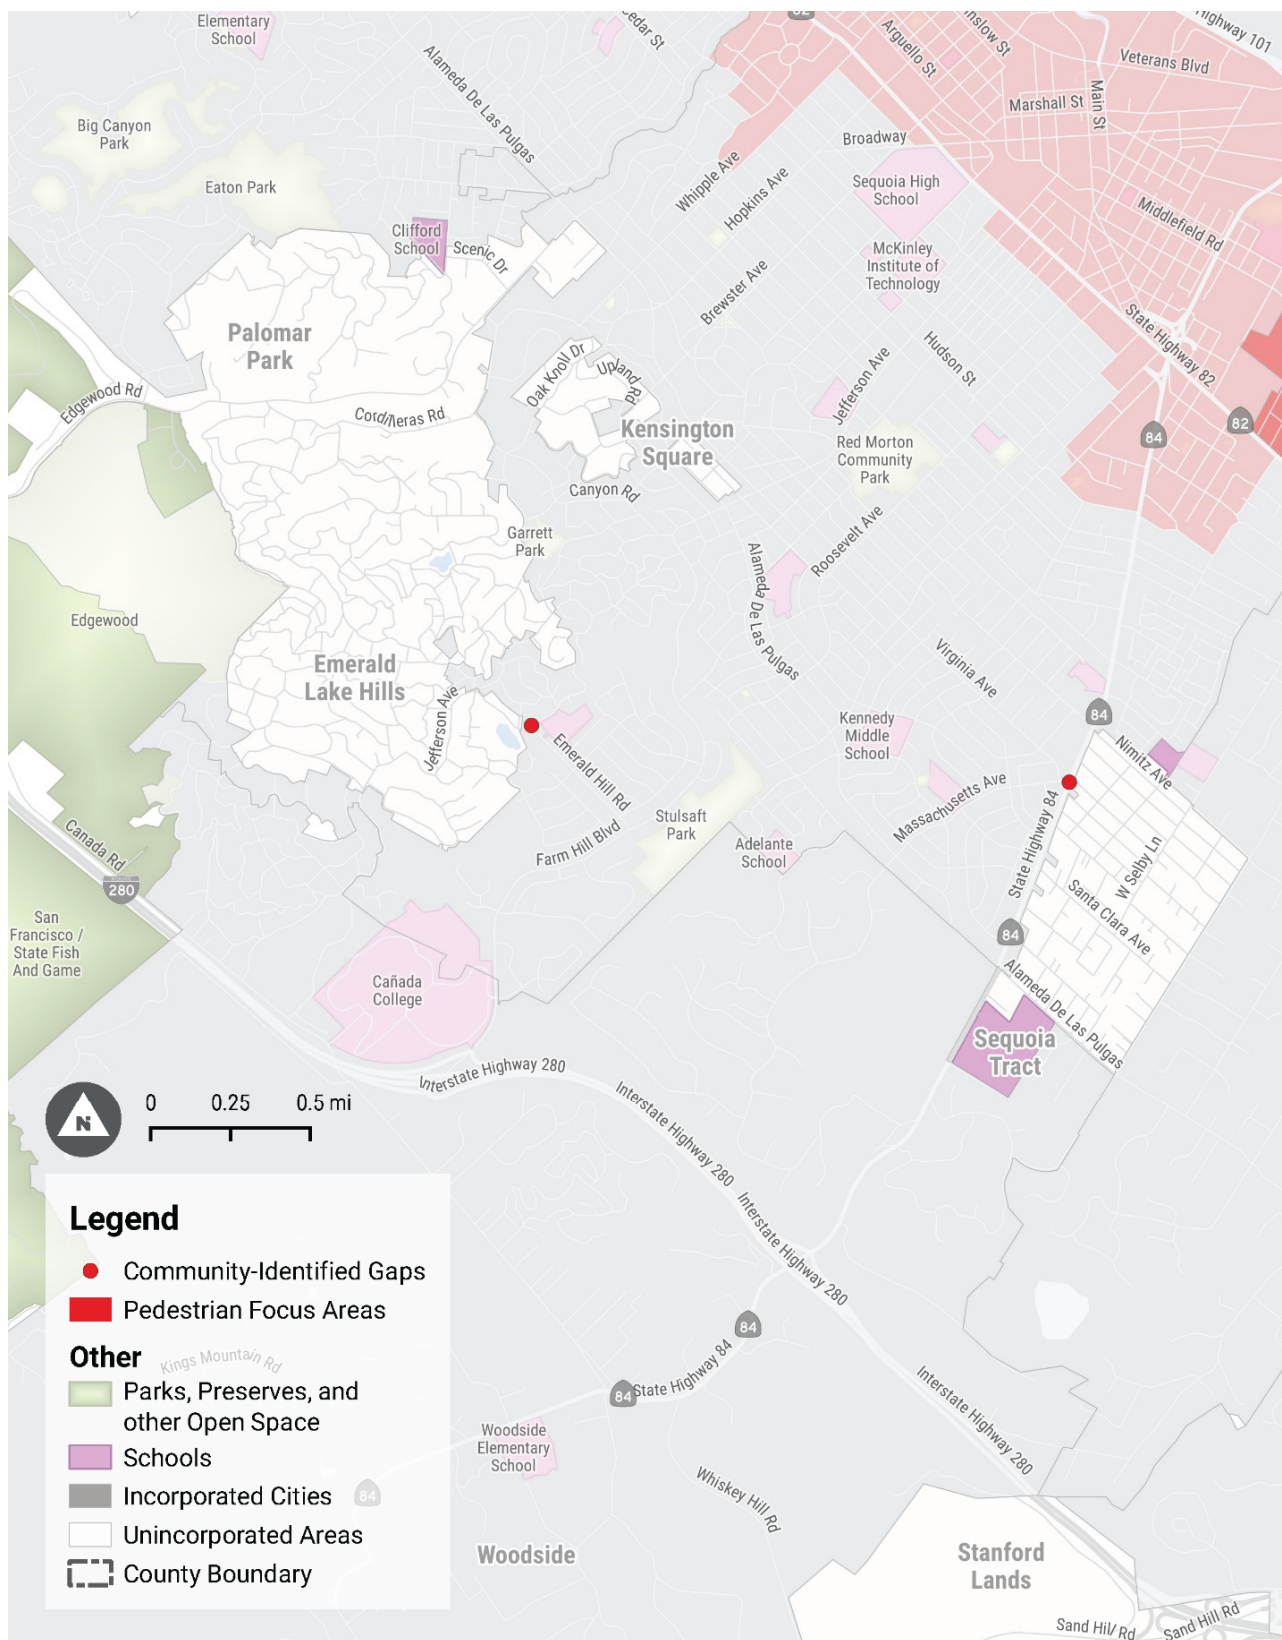 Elementary
School
Cedar St
82
Arguello St
nslow St
Highway 101
Veterans Blvd
Main St
Marshall St
Alameda De Las Pulgas
Big Canyon
Park
Eaton Park
Broadway
Whipple Ave
Hopkins Ave
Sequoia High
School
Middlefield Rd
Clifford
School
Scenic Dr
McKinley
Institute of
Technology
Brewster Ave
State Highway 82
Palomar
Park
Hudson St
Oak Knoll Dr
Upland Rd
Jefferson Ave
Edgewood Rd
Cordilleras Rd
Kensington
Square
82
84
Red Morton
Community
Park
Canyon Rd
Garrett
Park
Roosevelt Ave
Alameda De Las Pulgas
Edgewood
Virginia Ave
Emerald
Lake Hills
Jefferson Ave
Kennedy
Middle
School
84
Nimitz Ave
Emerald Hill Rd
Massachusetts Ave
State Highway 84
Stulsaft
Park
Farm Hill Blvd
Adelante
School
W Selby Ln
Canada Rd
280
Santa Clara Ave
San
Francisco /
State Fish
And Game
84
Cañada
College
Alameda De Las Pulgas
Sequoia
Tract
Interstate Highway 280
Interstate Highway 280
N
0 0.25 0.5 mi
Interstate Highway 280
Legend
Community-Identified Gaps
Pedestrian Focus Areas
Other
Kings Mountain Rd
Parks, Preserves, and
other Open Space
Schools
Incorporated Cities
84
Unincorporated Areas
County Boundary
84
State Highway 84
84
Interstate Highway 280
Woodside
Elementary
School
Whiskey Hill Rd
Woodside
Stanford
Lands
Sand Hill Rd
Sand Hill Rd